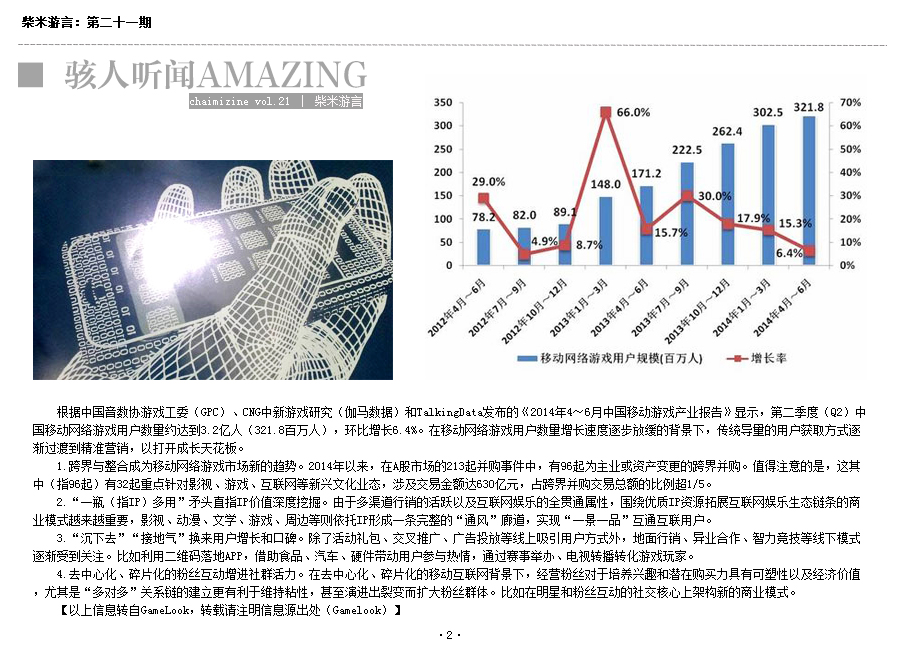 柴米游言：第二十一期
骇人听闻AMAZING
chaimizine vol.21 ｜ 柴米游言
350
300
250
200
150
100
50
0
70%
60%
50%
40%
30%
20%
10%
0%
29.0%
4.9%
8.7%
66.0%
15.7%
30.0%
17.9%
15.3%
6.4%
78.2
82.0
89.1
148.0
171.2
222.5
262.4
302.5
321.8
2012年4月～6月
2012年7月～9月
2012年10月～12月
2013年1月～3月
2013年4月～6月
2013年7月～9月
2013年10月～12月
2014年1月～3月
2014年4月～6月
移动网络游戏用户规模(百万人)
增长率
根据中国音数协游戏工委（GPC）、CNG中新游戏研究（伽马数据）和TalkingData发布的《2014年4～6月中国移动游戏产业报告》显示，第二季度（Q2）中
国移动网络游戏用户数量约达到3.2亿人（321.8百万人），环比增长6.4%。在移动网络游戏用户数量增长速度逐步放缓的背景下，传统导量的用户获取方式逐
渐过渡到精准营销，以打开成长天花板。
1.跨界与整合成为移动网络游戏市场新的趋势。2014年以来，在A股市场的213起并购事件中，有96起为主业或资产变更的跨界并购。值得注意的是，这其
中（指96起）有32起重点针对影视、游戏、互联网等新兴文化业态，涉及交易金额达630亿元，占跨界并购交易总额的比例超1/5。
2.“一瓶（指IP）多用”矛头直指IP价值深度挖掘。由于多渠道行销的活跃以及互联网娱乐的全贯通属性，围绕优质IP资源拓展互联网娱乐生态链条的商
业模式越来越重要，影视、动漫、文学、游戏、周边等则依托IP形成一条完整的“通风”廊道，实现“一景一品”互通互联用户。
3.“沉下去”“接地气”换来用户增长和口碑。除了活动礼包、交叉推广、广告投放等线上吸引用户方式外，地面行销、异业合作、智力竞技等线下模式
逐渐受到关注。比如利用二维码落地APP，借助食品、汽车、硬件带动用户参与热情，通过赛事举办、电视转播转化游戏玩家。
4.去中心化、碎片化的粉丝互动增进社群活力。在去中心化、碎片化的移动互联网背景下，经营粉丝对于培养兴趣和潜在购买力具有可塑性以及经济价值
，尤其是“多对多”关系链的建立更有利于维持粘性，甚至演进出裂变而扩大粉丝群体。比如在明星和粉丝互动的社交核心上架构新的商业模式。
【以上信息转自GameLook，转载请注明信息源出处（Gamelook）】
·2·